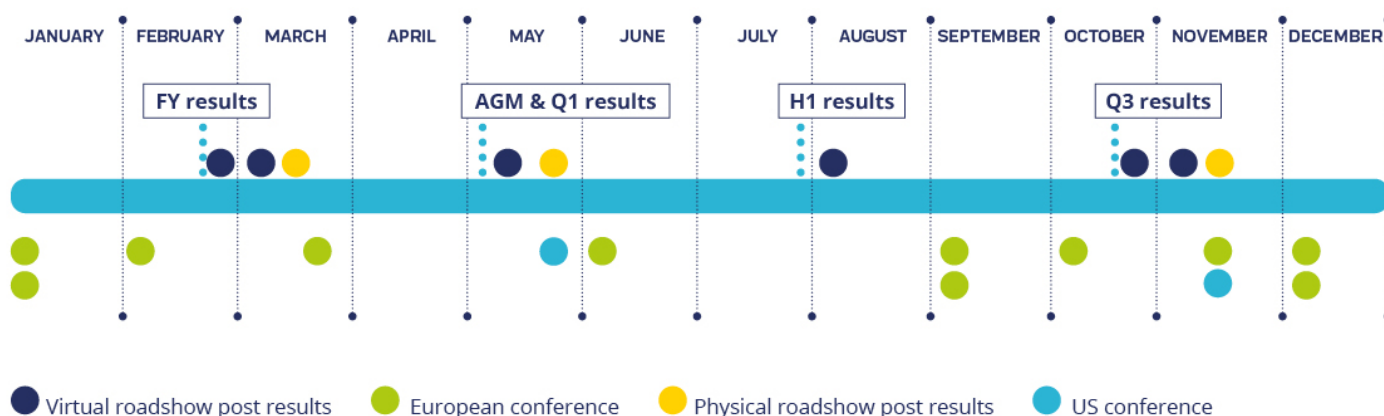 JANUARY FEBRUARY MARCH APRIL MAY JUNE JULY AUGUST SEPTEMBER OCTOBER NOVEMBER DECEMBER
FY results AGM & Q1 results H1 results Q3 results
Virtual roadshow post results European conference Physical roadshow post results US conference